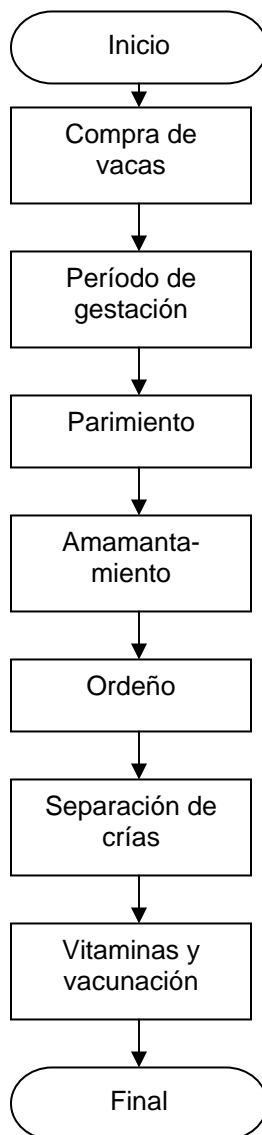 Inicio
Compra de
vacas
Período de
gestación
Parimiento
Amamanta-
miento
Ordeño
Separación de
crías
Vitaminas y
vacunación
Final